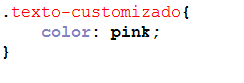 .texto-customizado{
    color: pink;
}